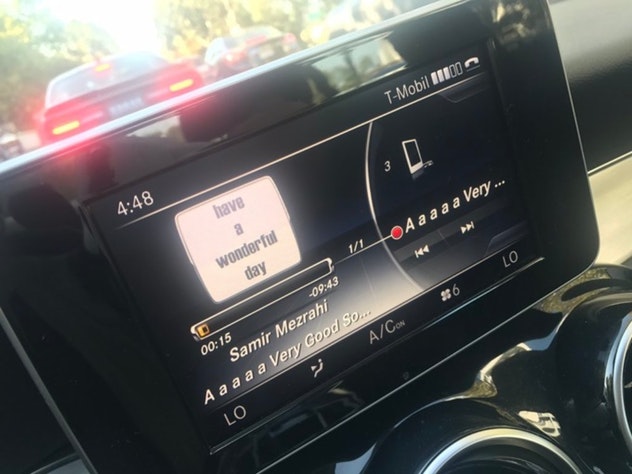 T-Mobil
4:48
have
a
wonderful
day
3
A a a a a Very ...
1/1
00:15
-09:43
Samir Mezrahi
A a a a a Very Good So...
LO
A/C ON
6
LO